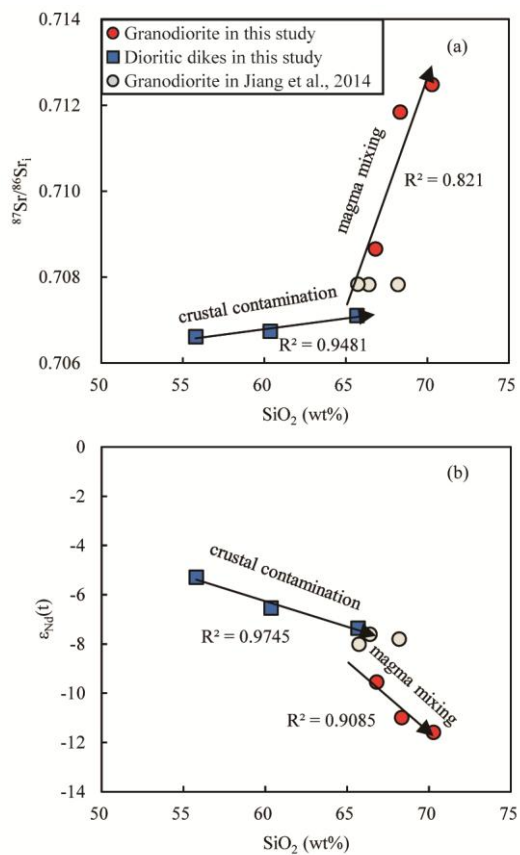 0.714
0.712
0.710
0.708
0.706
⁸⁷Sr/⁸⁶Srᵢ
Granodiorite in this study
Dioritic dikes in this study
Granodiorite in Jiang et al., 2014
(a)
magma mixing
R² = 0.821
crustal contamination
R² = 0.9481
50 55 60 65 70 75
SiO₂ (wt%)
0
-2
-4
-6
-8
-10
-12
-14
εNd(t)
(b)
crustal contamination
R² = 0.9745
magma mixing
R² = 0.9085
50 55 60 65 70 75
SiO₂ (wt%)